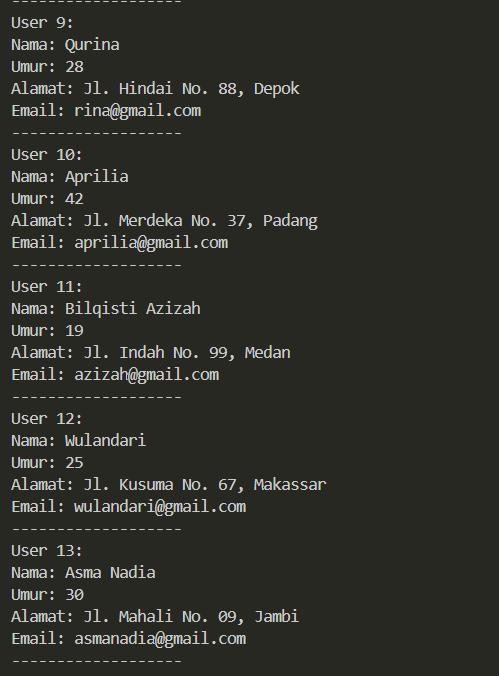 -------------------
User 9:
Nama: Qurina
Umur: 28
Alamat: Jl. Hindai No. 88, Depok
Email: rina@gmail.com
-------------------
User 10:
Nama: Aprilia
Umur: 42
Alamat: Jl. Merdeka No. 37, Padang
Email: aprilia@gmail.com
-------------------
User 11:
Nama: Bilqisti Azizah
Umur: 19
Alamat: Jl. Indah No. 99, Medan
Email: azizah@gmail.com
-------------------
User 12:
Nama: Wulandari
Umur: 25
Alamat: Jl. Kusuma No. 67, Makassar
Email: wulandari@gmail.com
-------------------
User 13:
Nama: Asma Nadia
Umur: 30
Alamat: Jl. Mahali No. 09, Jambi
Email: asmanadia@gmail.com
-------------------